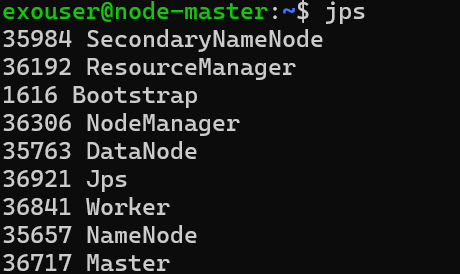 exouser@node-master:~$ jps
35984 SecondaryNameNode
36192 ResourceManager
1616 Bootstrap
36306 NodeManager
35763 DataNode
36921 Jps
36841 Worker
35657 NameNode
36717 Master